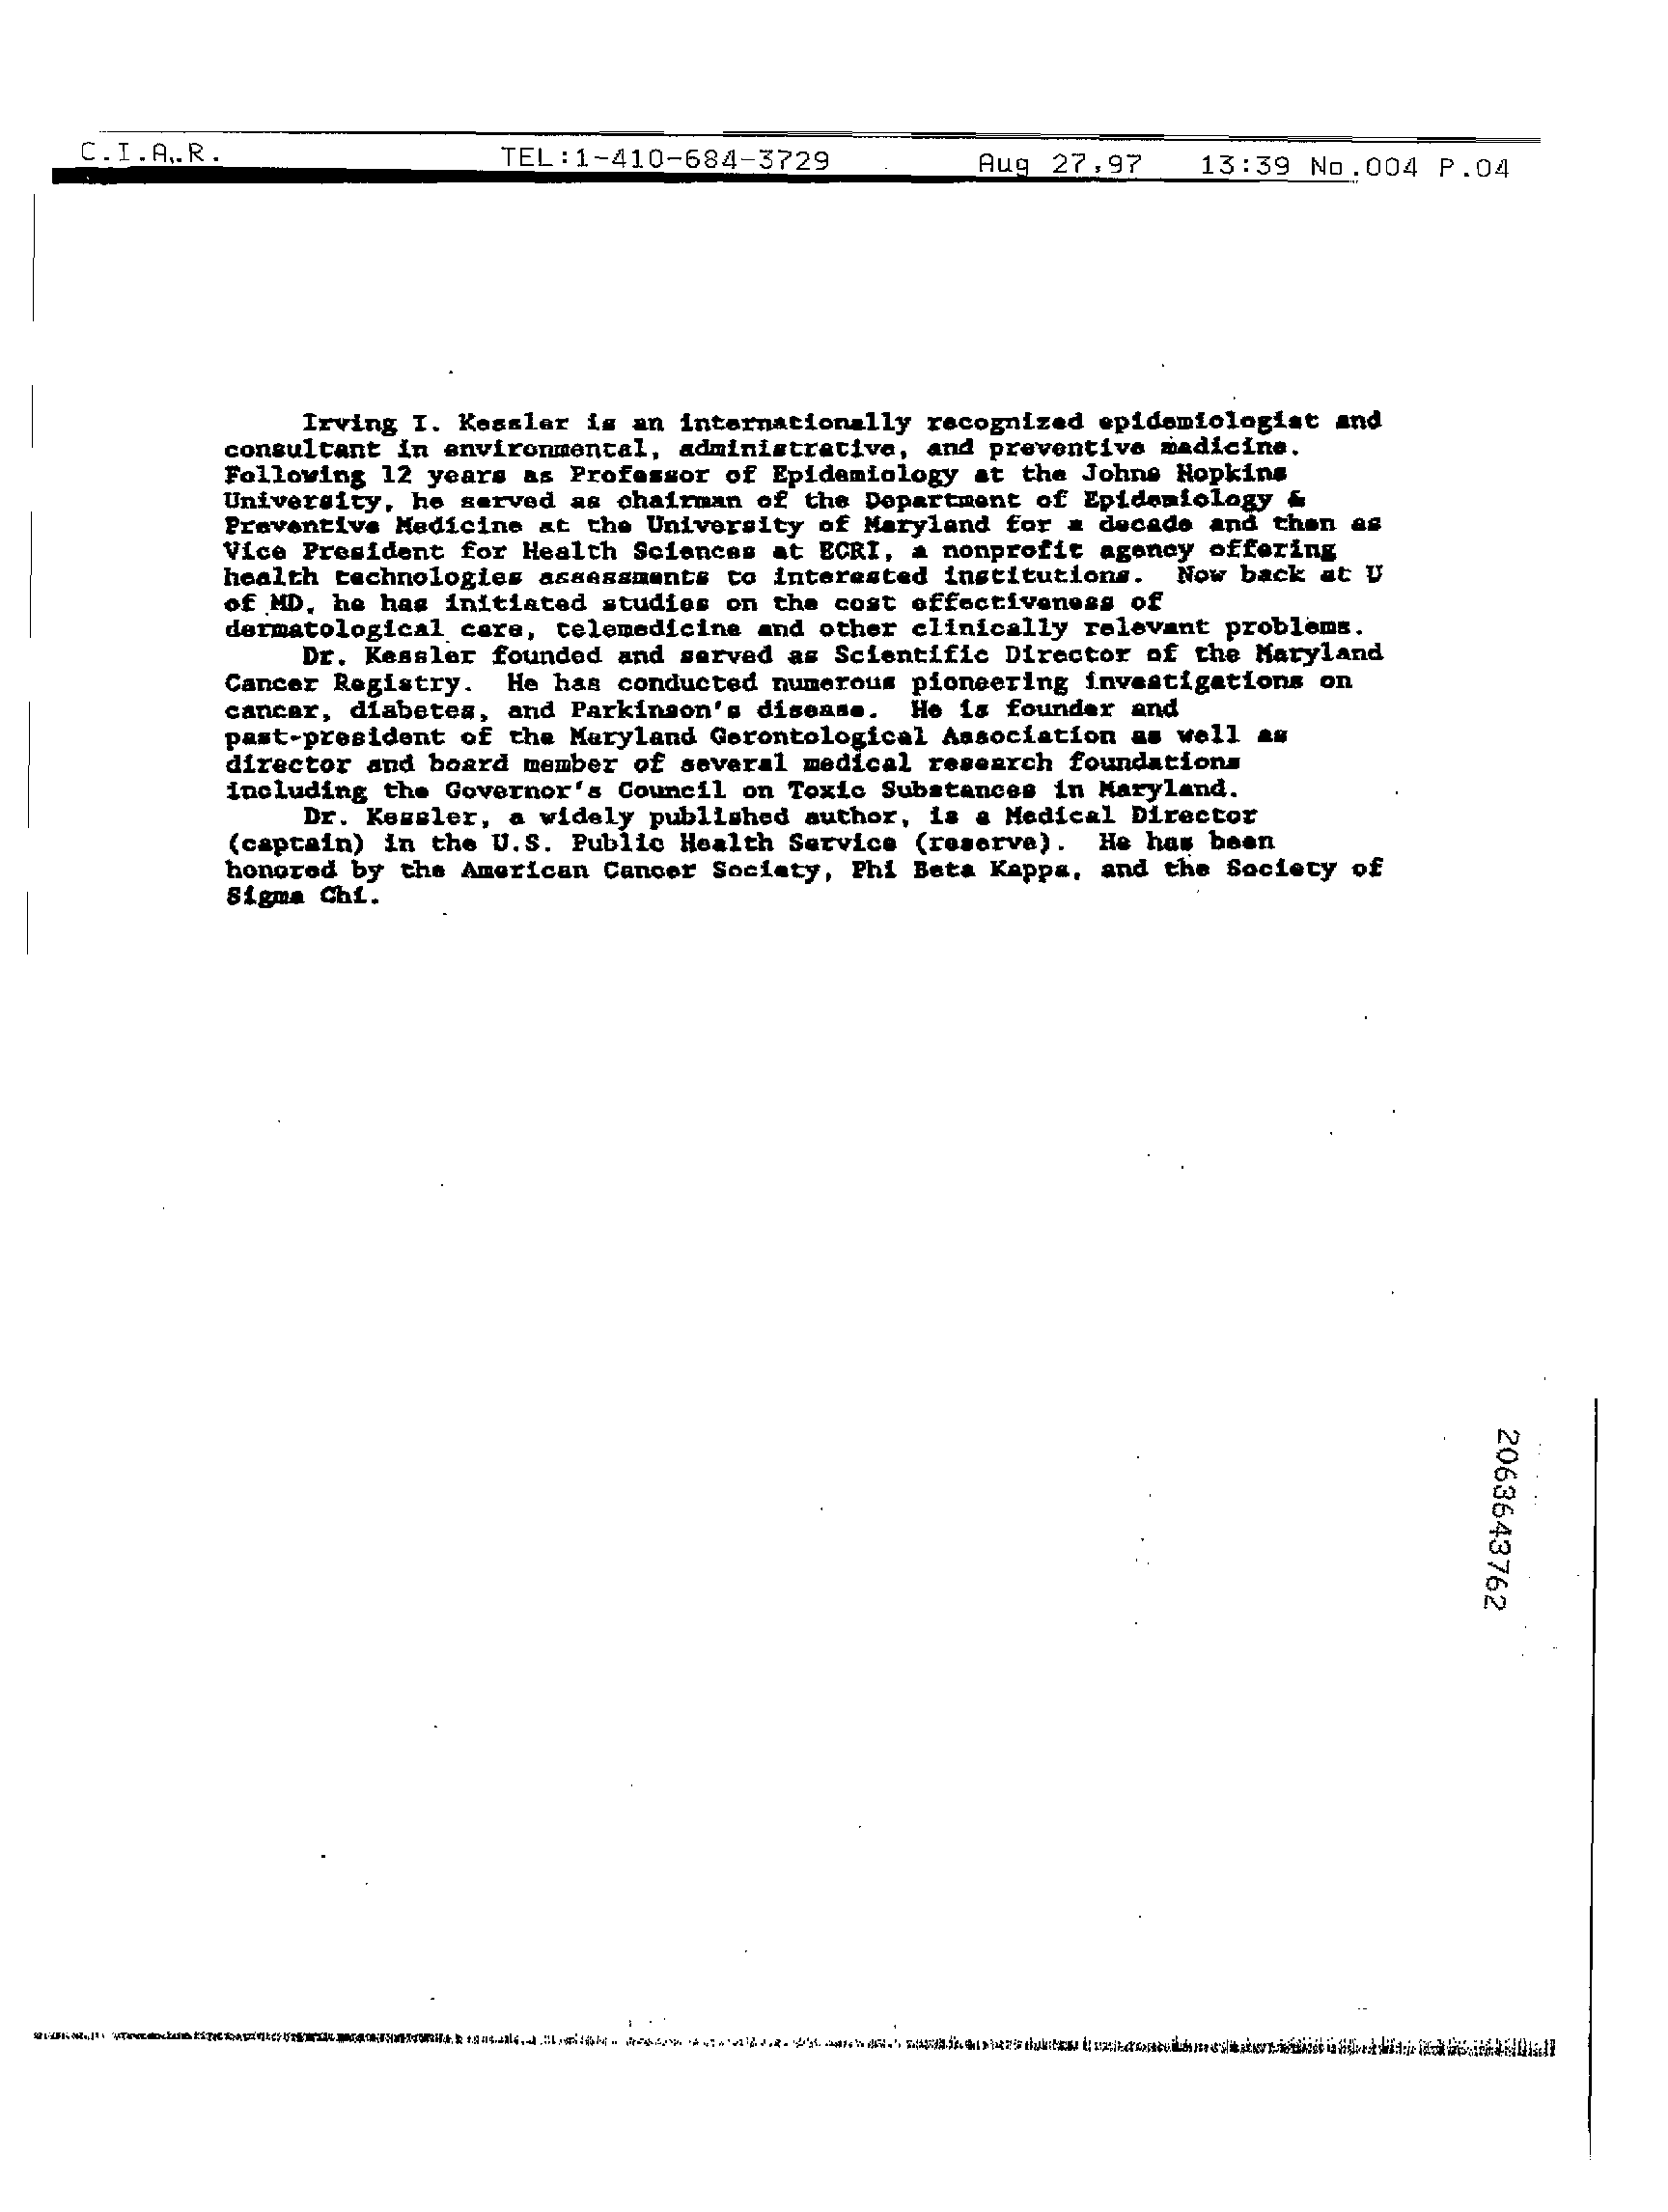 C.I.A.R. TEL:1-410-684-3729 Aug 27,97 13:39 No.004 P.04
Irving I. Kessler is an internationally recognized epidemiologist and
consultant in environmental, administrative, and preventive medicine.
Following 12 years as Professor of Epidemiology at the Johns Hopkins
University, he served as chairman of the Department of Epidemiology &
Preventive Medicine at the University of Maryland for a decade and then as
Vice President for Health Sciences at ECRI, a nonprofit agency offering
health technologies assessments to interested institutions. Now back at U
of MD, he has initiated studies on the cost effectiveness of
dermatological care, telemedicine and other clinically relevant problems.
Dr. Kessler founded and served as Scientific Director of the Maryland
Cancer Registry. He has conducted numerous pioneering investigations on
cancer, diabetes, and Parkinson's disease. He is founder and
past-president of the Maryland Gerontological Association as well as
director and board member of several medical research foundations
including the Governor's Council on Toxic Substances in Maryland.
Dr. Kessler, a widely published author, is a Medical Director
(captain) in the U.S. Public Health Service (reserve). He has been
honored by the American Cancer Society, Phi Beta Kappa, and the Society of
Sigma Chi.
2063643762